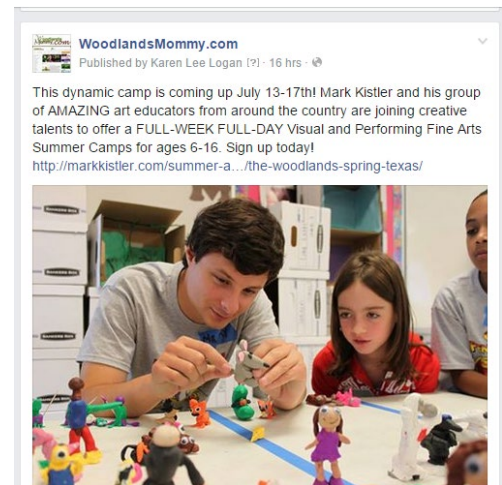 WoodlandsMommy.com
Published by Karen Lee Logan [?] · 16 hrs ·
This dynamic camp is coming up July 13-17th! Mark Kistler and his group
of AMAZING art educators from around the country are joining creative
talents to offer a FULL-WEEK FULL-DAY Visual and Performing Fine Arts
Summer Camps for ages 6-16. Sign up today!
http://markkistler.com/summer-a.../the-woodlands-spring-texas/